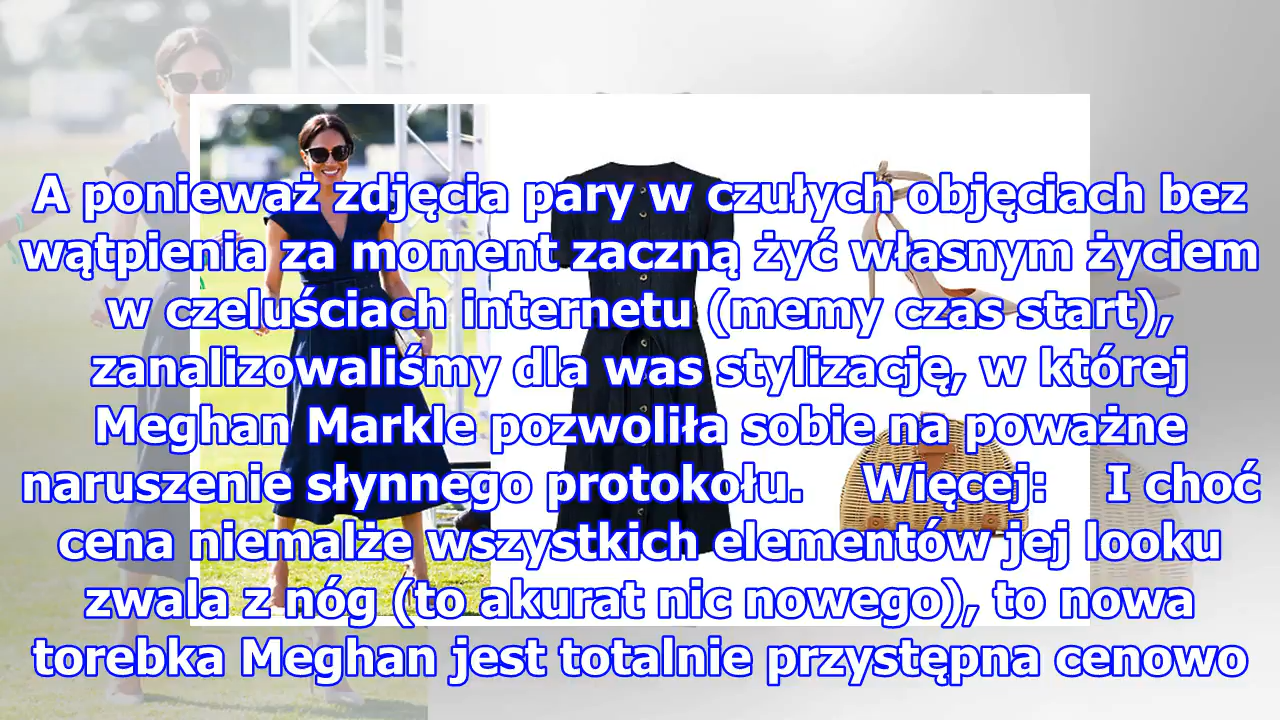 A ponieważ zdjęcia pary w czułych objęciach bez
wątpienia za moment zaczną żyć własnym życiem
w czeluściach internetu (memy czas start),
zanalizowaliśmy dla was stylizację, w której
Meghan Markle pozwoliła sobie na poważne
naruszenie słynnego protokołu. Więcej: I choć
cena niemalże wszystkich elementów jej looku
zwala z nóg (to akurat nic nowego), to nowa
torebka Meghan jest totalnie przystępna cenowo